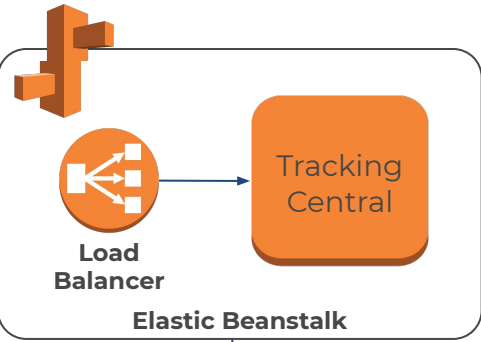 Tracking
Central
Load
Balancer
Elastic Beanstalk